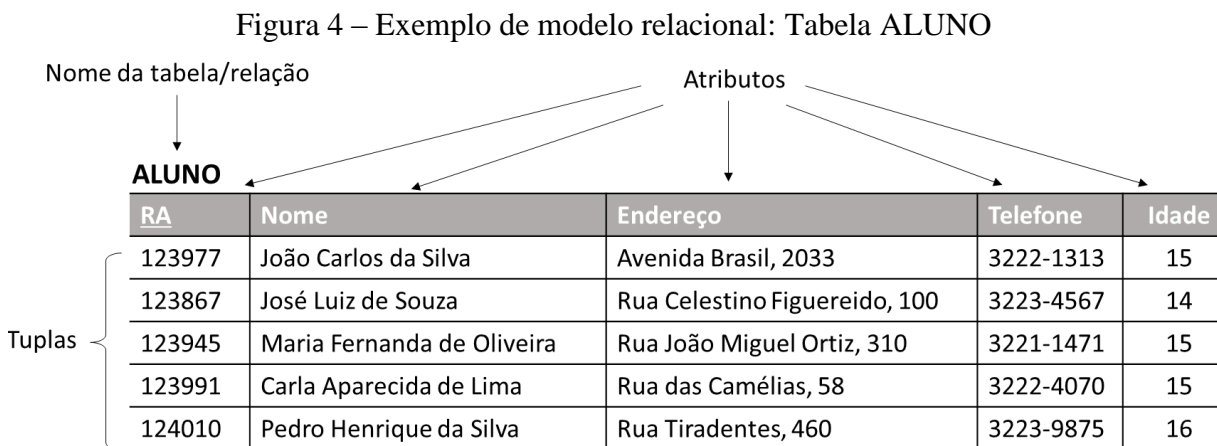 Figura 4 – Exemplo de modelo relacional: Tabela ALUNO
Nome da tabela/relação
Atributos
ALUNO
RA Nome Endereço Telefone Idade
123977 João Carlos da Silva Avenida Brasil, 2033 3222-1313 15
123867 José Luiz de Souza Rua Celestino Figuereido, 100 3223-4567 14
Tuplas 123945 Maria Fernanda de Oliveira Rua João Miguel Ortiz, 310 3221-1471 15
123991 Carla Aparecida de Lima Rua das Camélias, 58 3222-4070 15
124010 Pedro Henrique da Silva Rua Tiradentes, 460 3223-9875 16